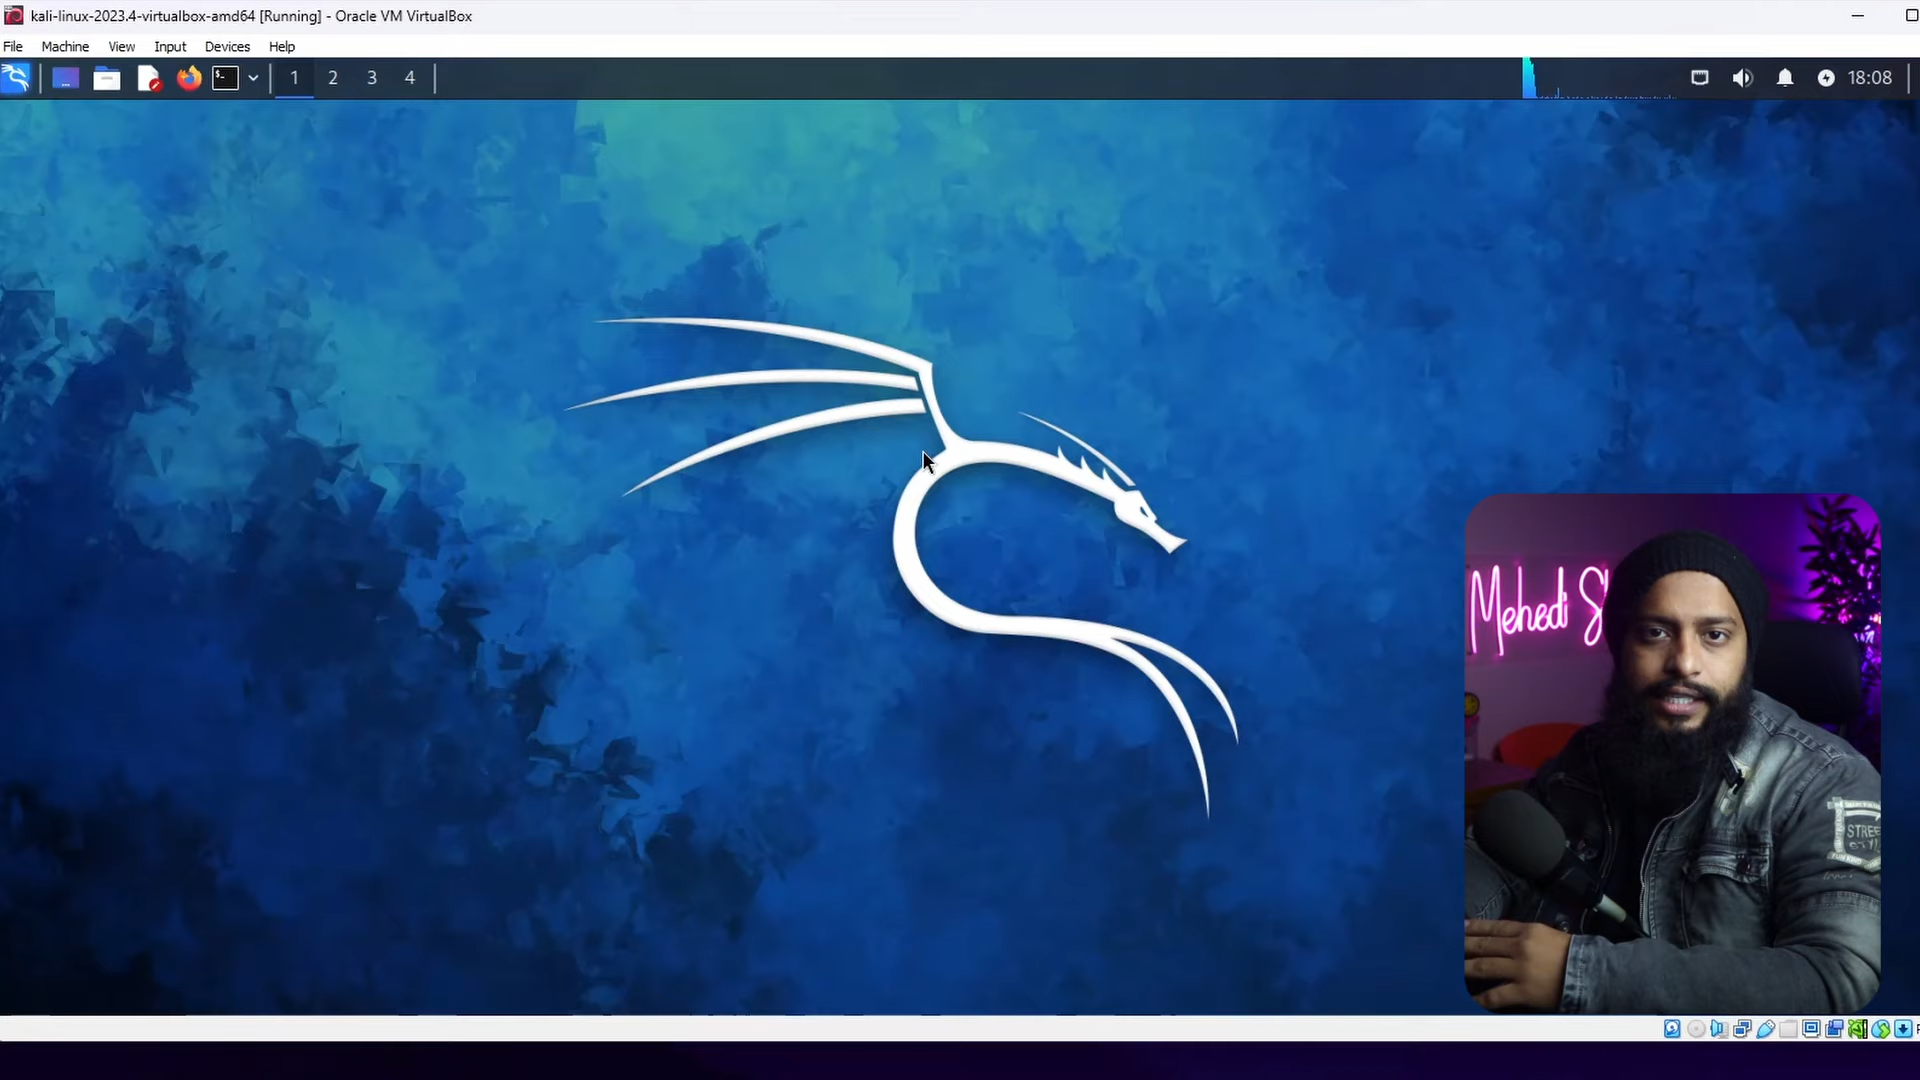 kali-linux-2023.4-virtualbox-amd64 [Running] - Oracle VM VirtualBox
File Machine View Input Devices Help
$-
1 2 3 4
18:08
Mehedi
STREE